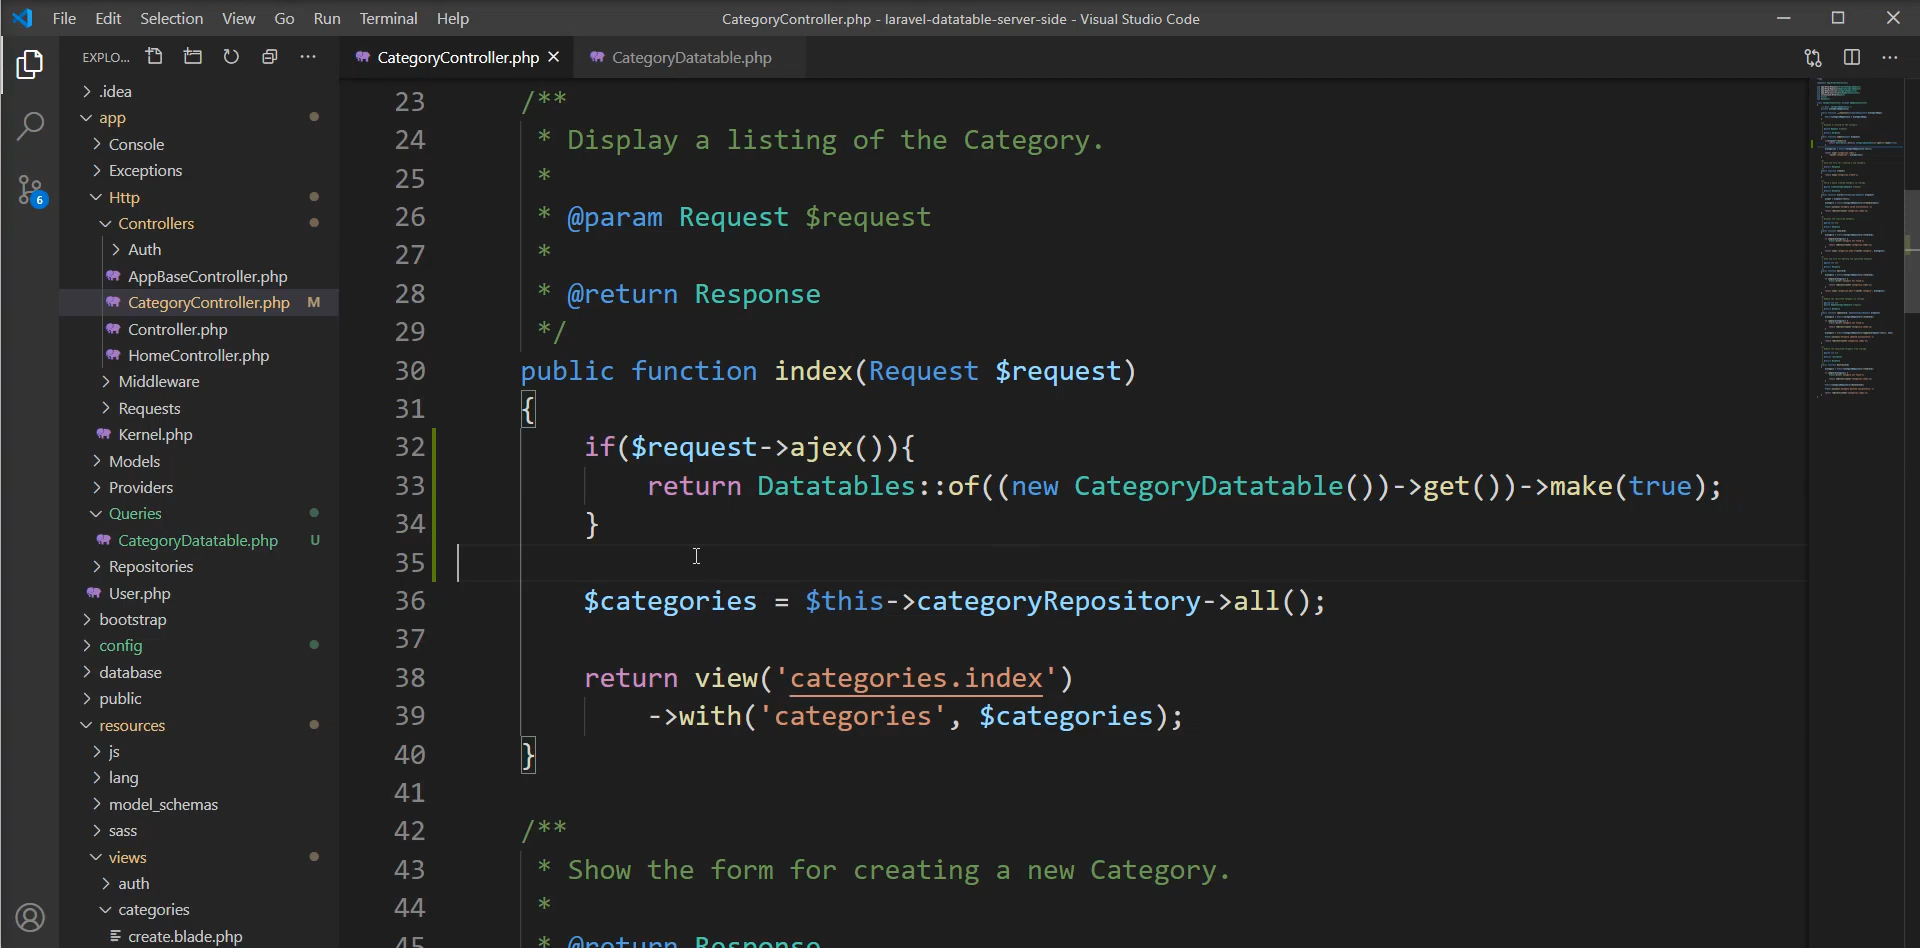 File Edit Selection View Go Run Terminal Help
CategoryController.php - laravel-datatable-server-side - Visual Studio Code
EXPLO...
CategoryController.php
CategoryDatatable.php
6
.idea
app
Console
Exceptions
Http
Controllers
Auth
AppBaseController.php
CategoryController.php M
Controller.php
HomeController.php
Middleware
Requests
Kernel.php
Models
Providers
Queries
CategoryDatatable.php U
Repositories
User.php
bootstrap
config
database
public
resources
js
lang
model_schemas
sass
views
auth
categories
create.blade.php
23 /**
24 * Display a listing of the Category.
25 *
26 * @param Request $request
27 *
28 * @return Response
29 */
30 public function index(Request $request)
31 {
32 if($request->ajex()){
33 return Datatables::of((new CategoryDatatable())->get())->make(true);
34 }
35
36 $categories = $this->categoryRepository->all();
37
38 return view('categories.index')
39 ->with('categories', $categories);
40 }
41
42 /**
43 * Show the form for creating a new Category.
44 *
45 * @return Response